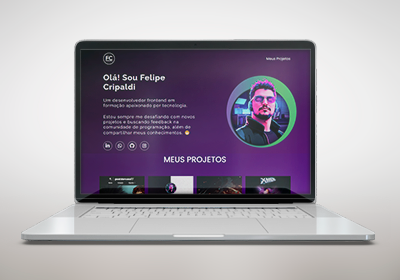 FC
Meus Projetos
Olá! Sou Felipe
Cripaldi
Um desenvolvedor frontend em
formação apaixonado por tecnologia.
Estou sempre me desafiando com novos
projetos e buscando feedback na
comunidade de programação, além de
compartilhar meus conhecimentos. 😄
MEUS PROJETOS